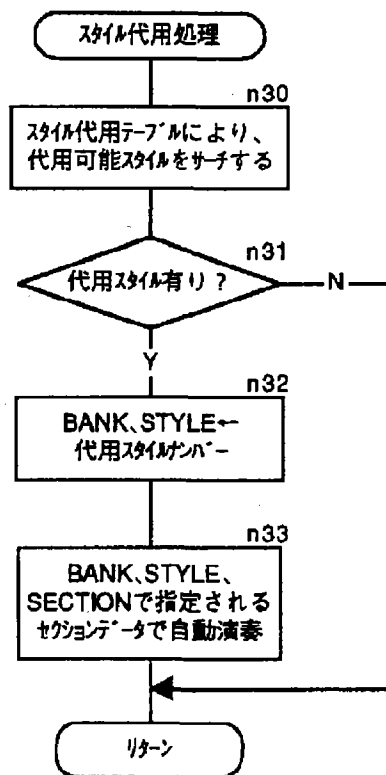 スタイル代用処理
n30
スタイル代用テーブルにより、
代用可能スタイルをサーチする
n31
代用スタイル有り？
N
Y
n32
BANK、STYLE←
代用スタイルナンバー
n33
BANK、STYLE、
SECTIONで指定される
セクションデータで自動演奏
リターン